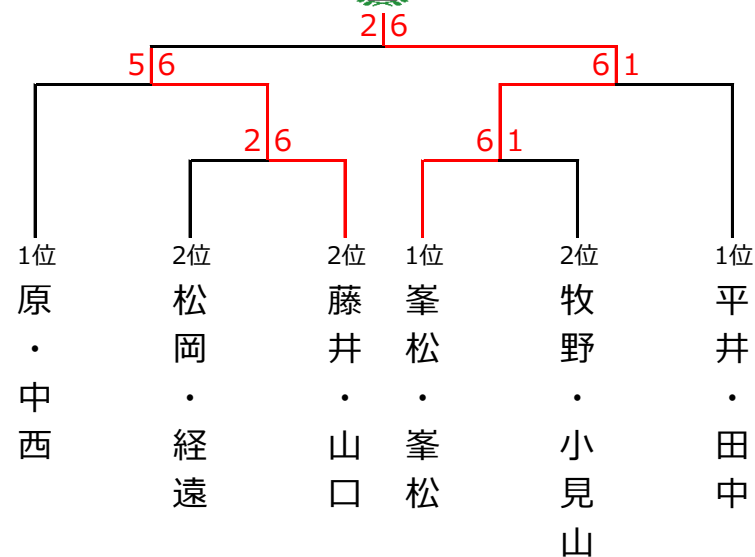 2 6
5 6
6 1
2 6
6 1
1位
2位
2位
1位
2位
1位
原・中西
松岡・経遠
藤井・山口
峯松・峯松
牧野・小見山
平井・田中